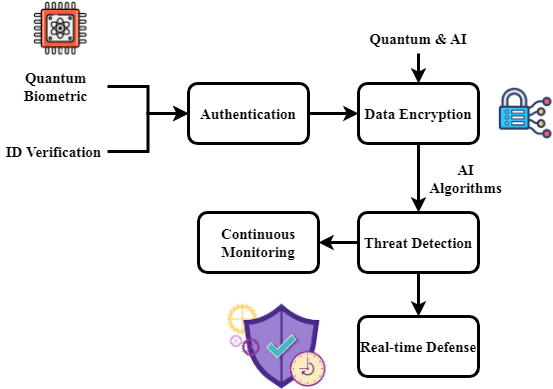 Quantum & AI
Quantum
Biometric
ID Verification
Authentication
Data Encryption
AI
Algorithms
Continuous
Monitoring
Threat Detection
Real-time Defense